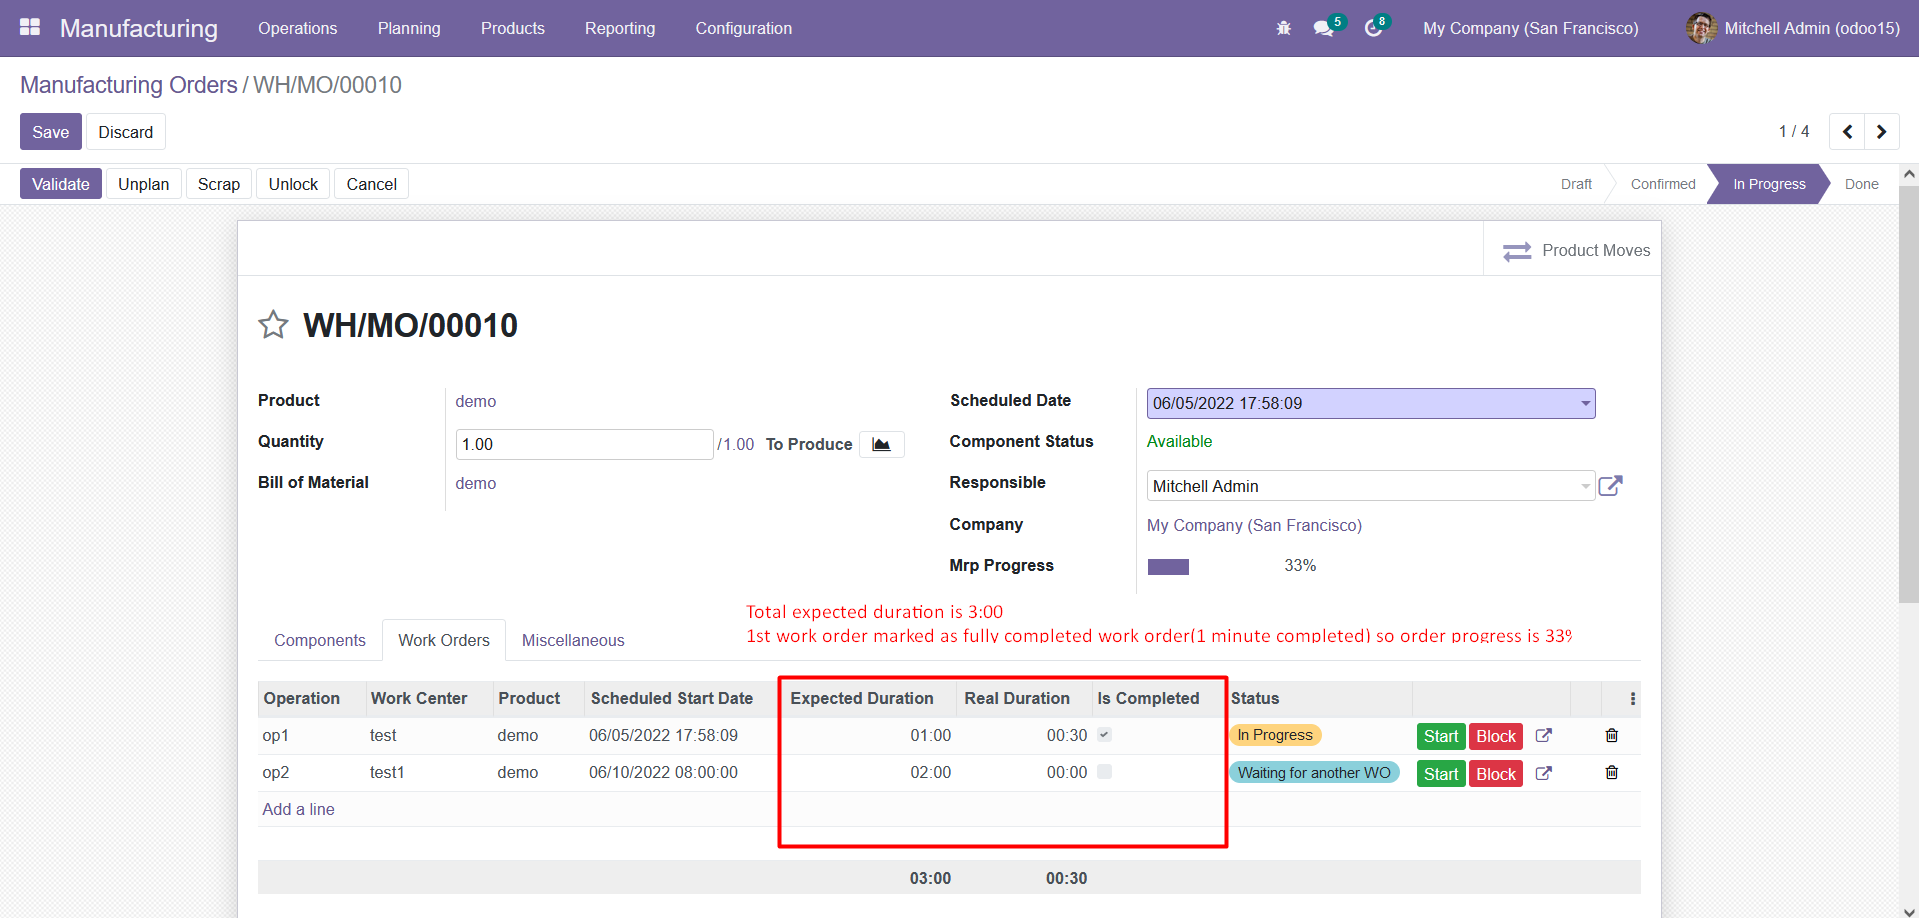 Manufacturing Operations Planning Products Reporting Configuration 5 8 My Company (San Francisco) Mitchell Admin (odoo15)
Manufacturing Orders / WH/MO/00010
Save Discard 1 / 4
Validate Unplan Scrap Unlock Cancel Draft Confirmed In Progress Done
Product Moves
WH/MO/00010
Product demo
Quantity 1.00 /1.00 To Produce
Bill of Material demo
Scheduled Date 06/05/2022 17:58:09
Component Status Available
Responsible Mitchell Admin
Company My Company (San Francisco)
Mrp Progress 33%
Total expected duration is 3:00
1st work order marked as fully completed work order(1 minute completed) so order progress is 33%
Components Work Orders Miscellaneous
Operation Work Center Product Scheduled Start Date Expected Duration Real Duration Is Completed Status
op1 test demo 06/05/2022 17:58:09 01:00 00:30 In Progress Start Block
op2 test1 demo 06/10/2022 08:00:00 02:00 00:00 Waiting for another WO Start Block
Add a line
03:00 00:30